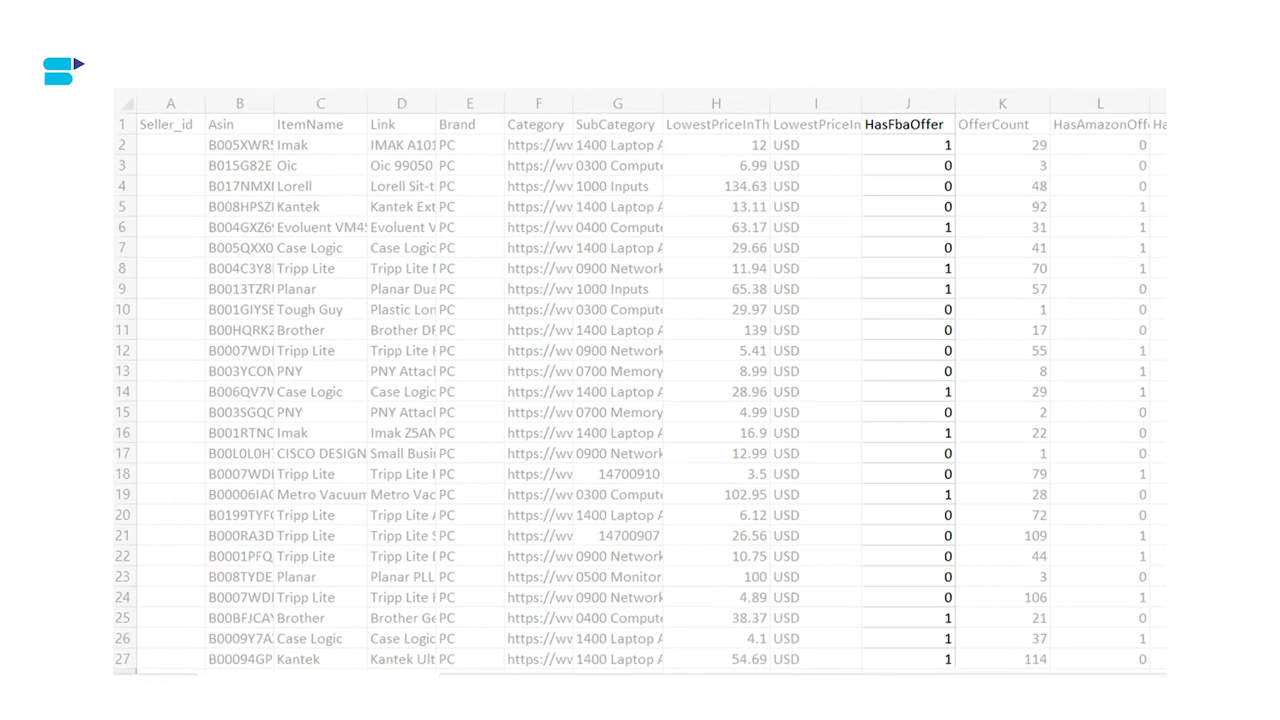 A B C D E F G H I J K L
1 Seller_id Asin ItemName Link Brand Category SubCategory LowestPriceInTh LowestPriceIn HasFbaOffer OfferCount HasAmazonOff Ha
2 B005XWR5 Imak IMAK A101 PC https://wv 1400 Laptop A 12 USD 1 29 0
3 B015G82E Oic Oic 99050 PC https://wv 0300 Compute 6.99 USD 0 3 0
4 B017NMXI Lorell Lorell Sit-t PC https://wv 1000 Inputs 134.63 USD 0 48 0
5 B008HPSZ Kantek Kantek Ext PC https://wv 1400 Laptop A 13.11 USD 0 92 1
6 B004GXZ6 Evoluent VM4 Evoluent V PC https://wv 0400 Compute 63.17 USD 1 31 1
7 B005QXX0 Case Logic Case Logic PC https://wv 1400 Laptop A 29.66 USD 0 41 1
8 B004C3Y8 Tripp Lite Tripp Lite PC https://wv 0900 Network 11.94 USD 1 70 1
9 B0013TZR Planar Planar Dua PC https://wv 1000 Inputs 65.38 USD 1 57 0
10 B001GIYSE Tough Guy Plastic Lon PC https://wv 0300 Compute 29.97 USD 0 1 0
11 B00HQRKZ Brother Brother DF PC https://wv 1400 Laptop A 139 USD 0 17 0
12 B0007WD Tripp Lite Tripp Lite PC https://wv 0900 Network 5.41 USD 0 55 1
13 B003YCOM PNY PNY Attac PC https://wv 0700 Memory 8.99 USD 0 8 1
14 B006QV7V Case Logic Case Logic PC https://wv 1400 Laptop A 28.96 USD 1 29 1
15 B003SGQC PNY PNY Attac PC https://wv 0700 Memory 4.99 USD 0 2 0
16 B001RTNC Imak Imak Z5AN PC https://wv 1400 Laptop A 16.9 USD 1 22 0
17 B00L0L0H CISCO DESIGN Small Busi PC https://wv 0900 Network 12.99 USD 0 1 0
18 B0007WD Tripp Lite Tripp Lite PC https://wv 14700910 3.5 USD 0 79 1
19 B00006IAC Metro Vacuum Metro Vac PC https://wv 0300 Compute 102.95 USD 1 28 0
20 B0199TYF Tripp Lite Tripp Lite PC https://wv 1400 Laptop A 6.12 USD 0 72 0
21 B000RA3D Tripp Lite Tripp Lite PC https://wv 14700907 26.56 USD 0 109 1
22 B0001PFQ Tripp Lite Tripp Lite PC https://wv 0900 Network 10.75 USD 0 44 1
23 B008TYDE Planar Planar PLL PC https://wv 0500 Monitor 100 USD 0 3 0
24 B0007WD Tripp Lite Tripp Lite PC https://wv 0900 Network 4.89 USD 0 106 1
25 B00BFJCAY Brother Brother Ge PC https://wv 0400 Compute 38.37 USD 1 21 0
26 B0009Y7A Case Logic Case Logic PC https://wv 1400 Laptop A 4.1 USD 1 37 1
27 B00094GP Kantek Kantek Ult PC https://wv 1400 Laptop A 54.69 USD 1 114 0